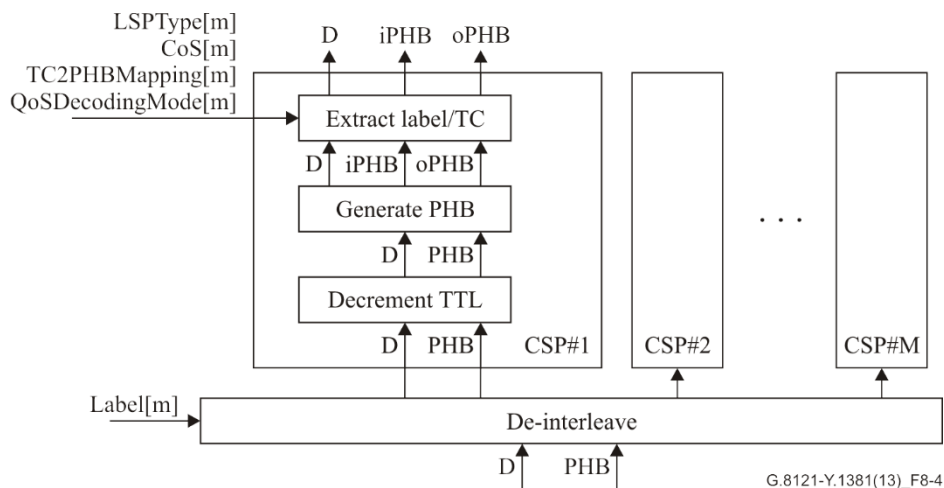 LSPType[m]
CoS[m]
TC2PHBMapping[m]
QoSDecodingMode[m]
D iPHB oPHB
Extract label/TC
D iPHB oPHB
Generate PHB
D PHB
Decrement TTL
D PHB CSP#1 CSP#2 CSP#M
. . .
Label[m]
De-interleave
D PHB
G.8121-Y.1381(13)_F8-4